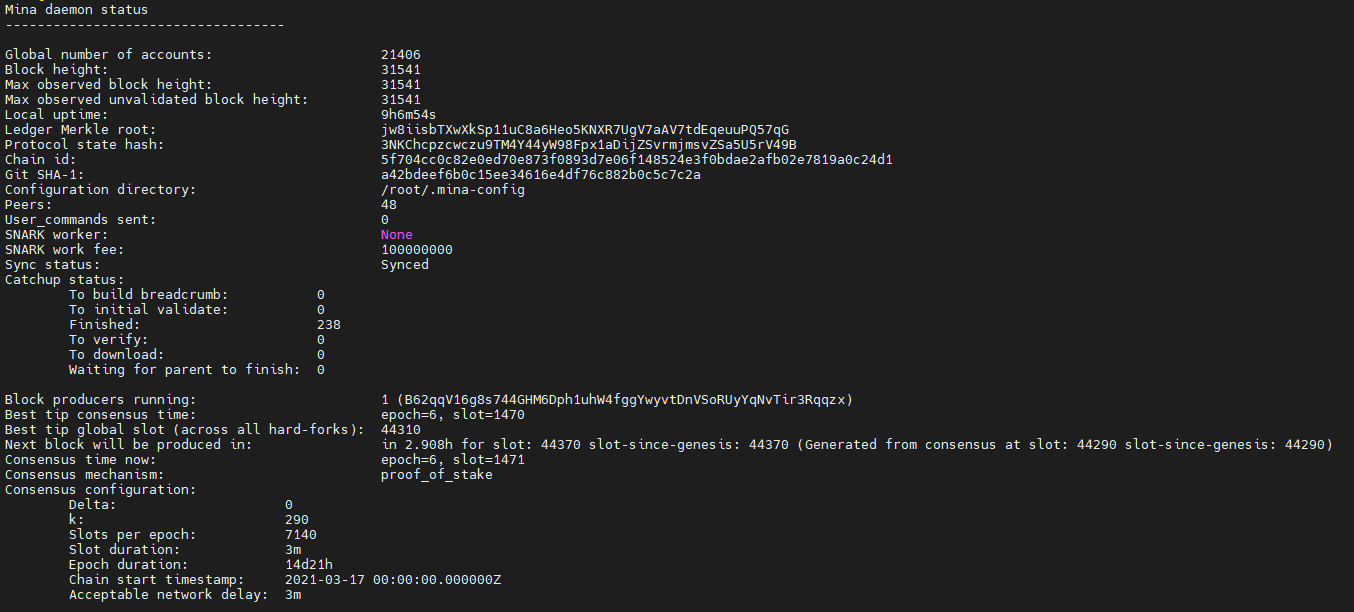 Mina daemon status
-----------------------------------
Global number of accounts: 21406
Block height: 31541
Max observed block height: 31541
Max observed unvalidated block height: 31541
Local uptime: 9h6m54s
Ledger Merkle root: jw8iisbTXwXkSp11uC8a6Heo5KNXR7UgV7aAV7tdEqeuuPQ57qG
Protocol state hash: 3NKChcpzcwczu9TM4Y44yW98Fpx1aDijZSvrmjmsvZSa5U5rV49B
Chain id: 5f704cc0c82e0ed70e873f0893d7e06f148524e3f0bdae2afb02e7819a0c24d1
Git SHA-1: a42bdeef6b0c15ee34616e4df76c882b0c5c7c2a
Configuration directory: /root/.mina-config
Peers: 48
User_commands sent: 0
SNARK worker: None
SNARK work fee: 100000000
Sync status: Synced
Catchup status:
To build breadcrumb: 0
To initial validate: 0
Finished: 238
To verify: 0
To download: 0
Waiting for parent to finish: 0
Block producers running: 1 (B62qqV16g8s744GHM6Dph1uhW4fggYwyvtDnVSoRUyYqNvTir3Rqqzx)
Best tip consensus time: epoch=6, slot=1470
Best tip global slot (across all hard-forks): 44310
Next block will be produced in: in 2.908h for slot: 44370 slot-since-genesis: 44370 (Generated from consensus at slot: 44290 slot-since-genesis: 44290)
Consensus time now: epoch=6, slot=1471
Consensus mechanism: proof_of_stake
Consensus configuration:
Delta: 0
k: 290
Slots per epoch: 7140
Slot duration: 3m
Epoch duration: 14d21h
Chain start timestamp: 2021-03-17 00:00:00.000000Z
Acceptable network delay: 3m